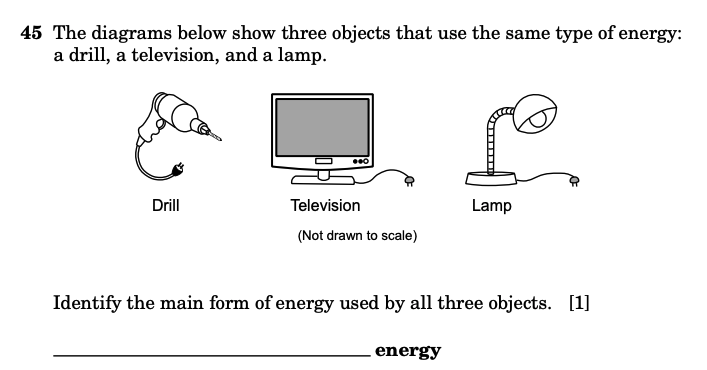 45 The diagrams below show three objects that use the same type of energy:
a drill, a television, and a lamp.
Drill Television Lamp
(Not drawn to scale)
Identify the main form of energy used by all three objects. [1]
energy